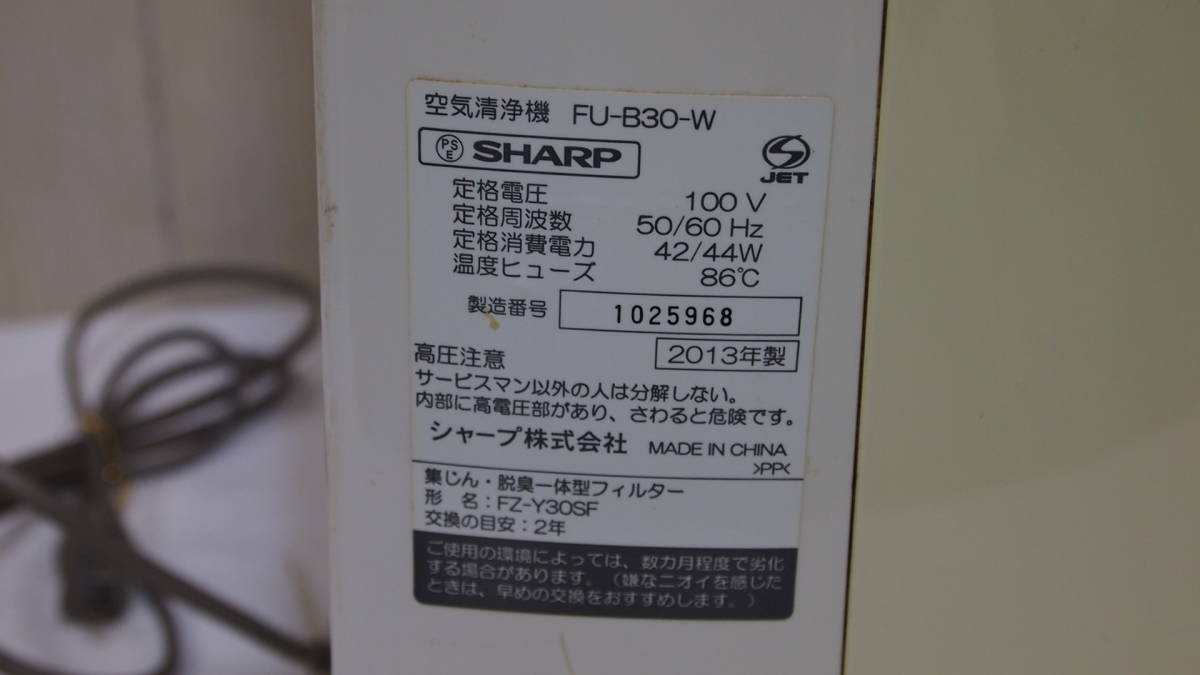 空気清浄機 FU-B30-W
PS E SHARP
JET
定格電圧 100 V
定格周波数 50/60 Hz
定格消費電力 42/44W
温度ヒューズ 86℃
製造番号 1025968
2013年製
高圧注意
サービスマン以外の人は分解しない。
内部に高電圧部があり、さわると危険です。
シャープ株式会社 MADE IN CHINA
>PP<
集じん・脱臭一体型フィルター
形 名：FZ-Y30SF
交換の目安：2年
ご使用の環境によっては、数カ月程度で劣化
する場合があります。（嫌なニオイを感じた
ときは、早めの交換をおすすめします。）